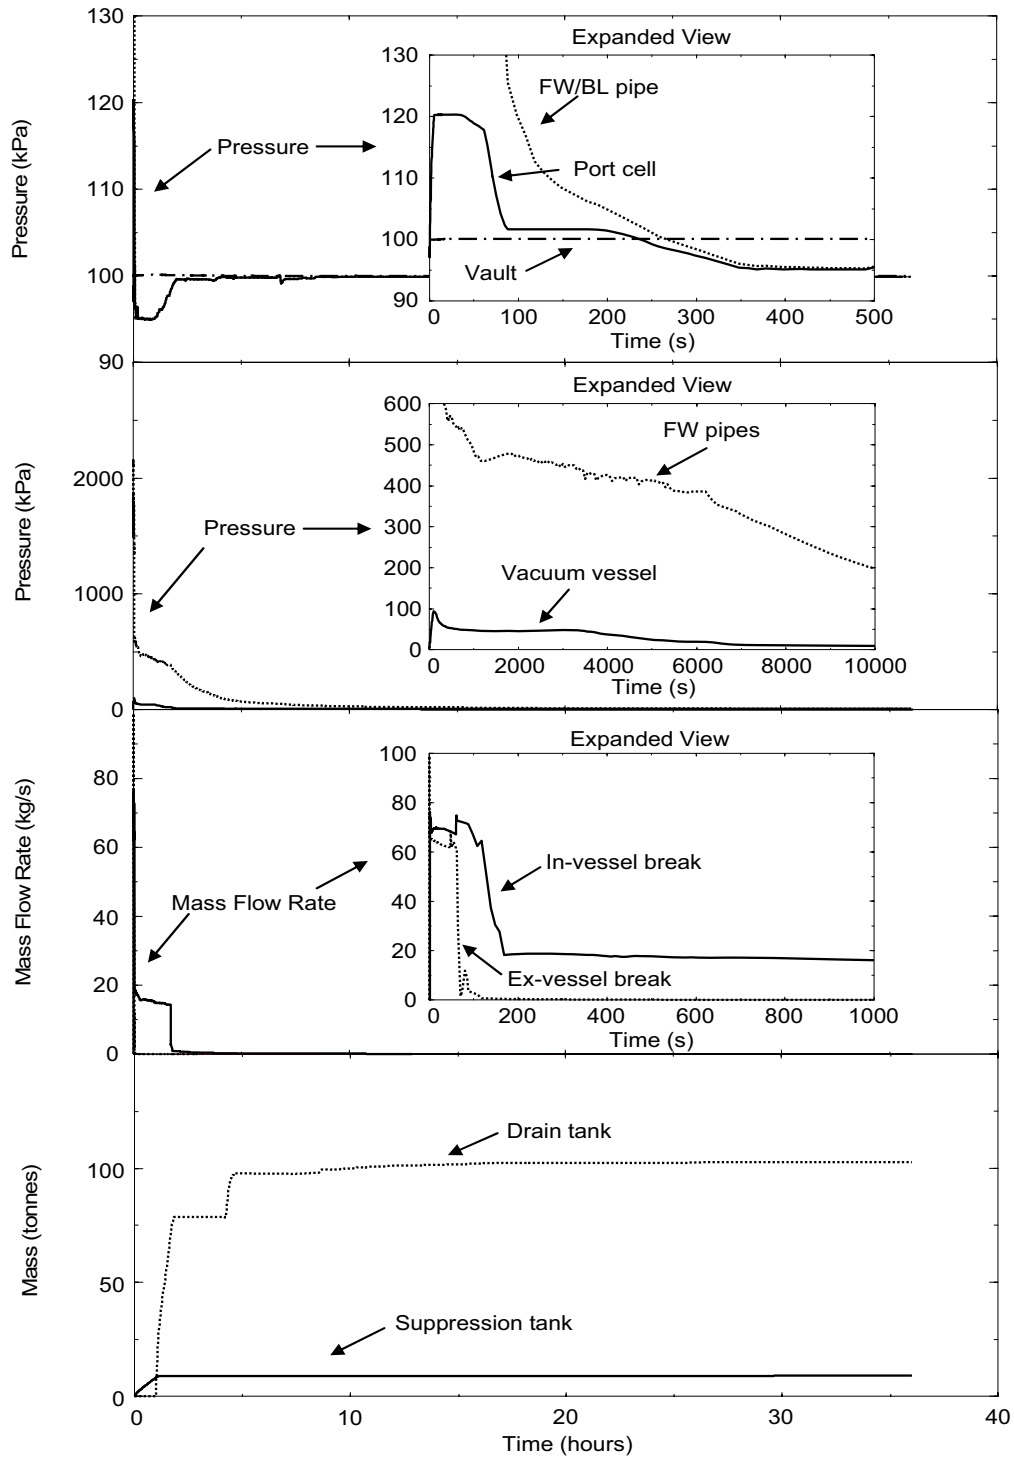 130
120
110
100
90
Pressure (kPa)
Pressure
Expanded View
130
120
110
100
90
FW/BL pipe
Port cell
Vault
0 100 200 300 400 500
Time (s)
2000
1000
0
Pressure (kPa)
Pressure
Expanded View
600
500
400
300
200
100
0
FW pipes
Vacuum vessel
0 2000 4000 6000 8000 10000
Time (s)
80
60
40
20
0
Mass Flow Rate (kg/s)
Mass Flow Rate
Expanded View
100
80
60
40
20
0
In-vessel break
Ex-vessel break
0 200 400 600 800 1000
Time (s)
100
50
0
Mass (tonnes)
Drain tank
Suppression tank
0 10 20 30 40
Time (hours)